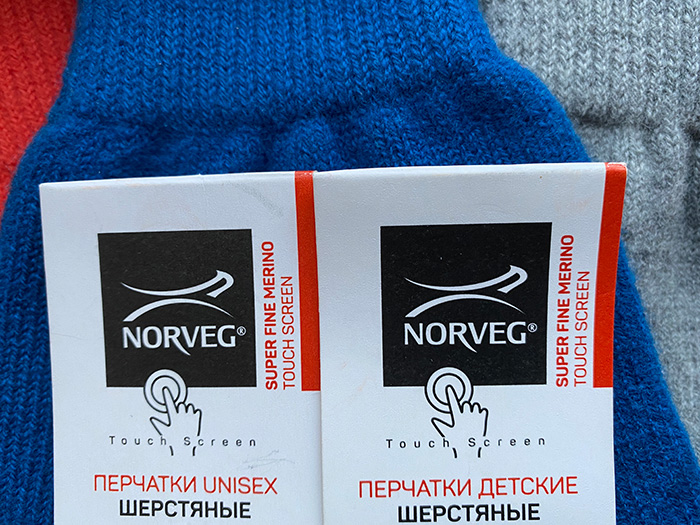 NORVEG®
SUPER FINE MERINO
TOUCH SCREEN
Touch Screen
ПЕРЧАТКИ UNISEX
ШЕРСТЯНЫЕ
NORVEG®
SUPER FINE MERINO
TOUCH SCREEN
Touch Screen
ПЕРЧАТКИ ДЕТСКИЕ
ШЕРСТЯНЫЕ